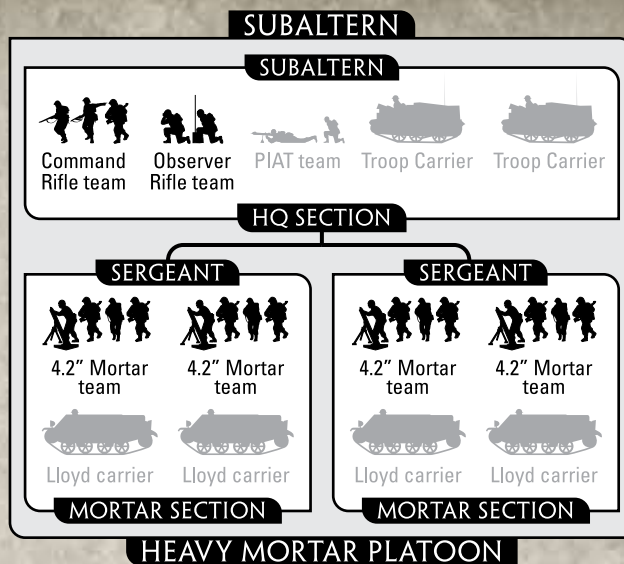 SUBALTERN
SUBALTERN
Command
Rifle team
Observer
Rifle team
PIAT team
Troop Carrier
Troop Carrier
HQ SECTION
SERGEANT
4.2” Mortar
team
4.2” Mortar
team
Lloyd carrier
Lloyd carrier
MORTAR SECTION
SERGEANT
4.2” Mortar
team
4.2” Mortar
team
Lloyd carrier
Lloyd carrier
MORTAR SECTION
HEAVY MORTAR PLATOON